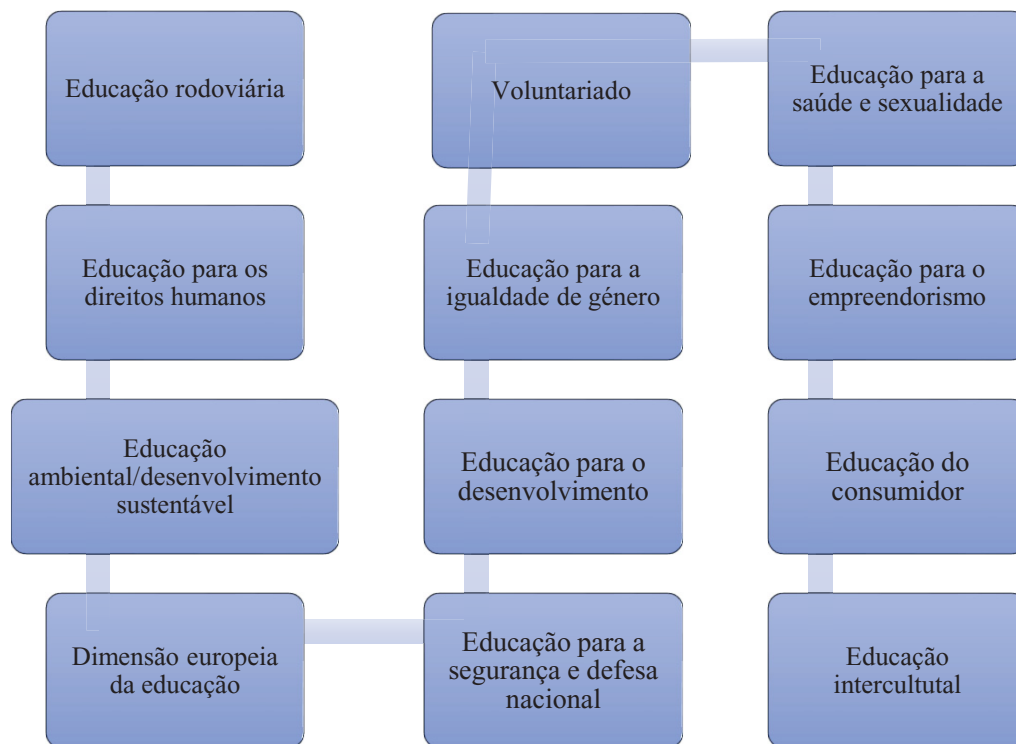 Educação rodoviária
Educação para os
direitos humanos
Educação
ambiental/desenvolvimento
sustentável
Dimensão europeia
da educação
Educação para a
segurança e defesa
nacional
Educação para o
desenvolvimento
Educação para a
igualdade de género
Voluntariado
Educação para a
saúde e sexualidade
Educação para o
empreendorismo
Educação do
consumidor
Educação
intercultutal